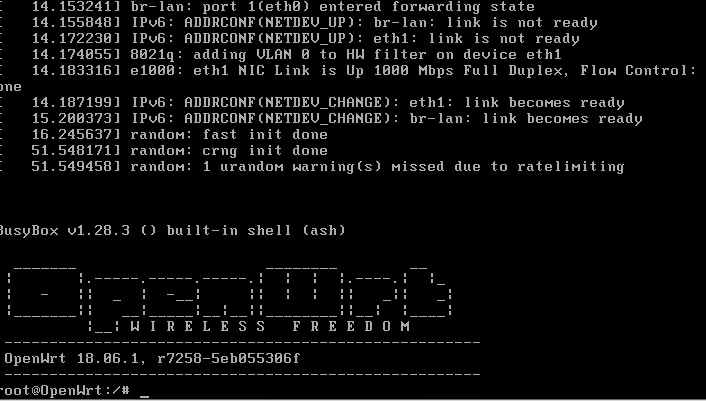 [   14.153241] br-lan: port 1(eth0) entered forwarding state
[   14.155848] IPv6: ADDRCONF(NETDEV_UP): br-lan: link is not ready
[   14.172230] IPv6: ADDRCONF(NETDEV_UP): eth1: link is not ready
[   14.174055] 8021q: adding VLAN 0 to HW filter on device eth1
[   14.183316] e1000: eth1 NIC Link is Up 1000 Mbps Full Duplex, Flow Control:
one
[   14.187199] IPv6: ADDRCONF(NETDEV_CHANGE): eth1: link becomes ready
[   15.200373] IPv6: ADDRCONF(NETDEV_CHANGE): br-lan: link becomes ready
[   16.245637] random: fast init done
[   51.548171] random: crng init done
[   51.549458] random: 1 urandom warning(s) missed due to ratelimiting
BusyBox v1.28.3 () built-in shell (ash)
OpenWrt
W I R E L E S S   F R E E D O M
-----------------------------------------------------
OpenWrt 18.06.1, r7258-5eb055306f
-----------------------------------------------------
root@OpenWrt:/# _